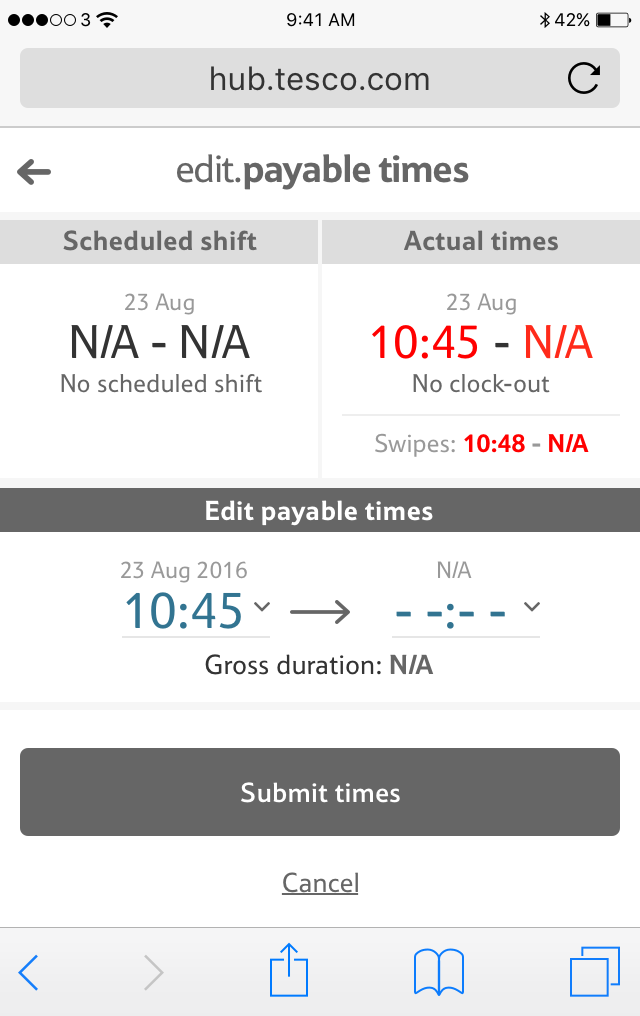 3 9:41 AM 42%
hub.tesco.com
edit.payable times
Scheduled shift
Actual times
23 Aug
N/A - N/A
No scheduled shift
23 Aug
10:45 - N/A
No clock-out
Swipes: 10:48 - N/A
Edit payable times
23 Aug 2016
10:45
N/A
- -:- -
Gross duration: N/A
Submit times
Cancel